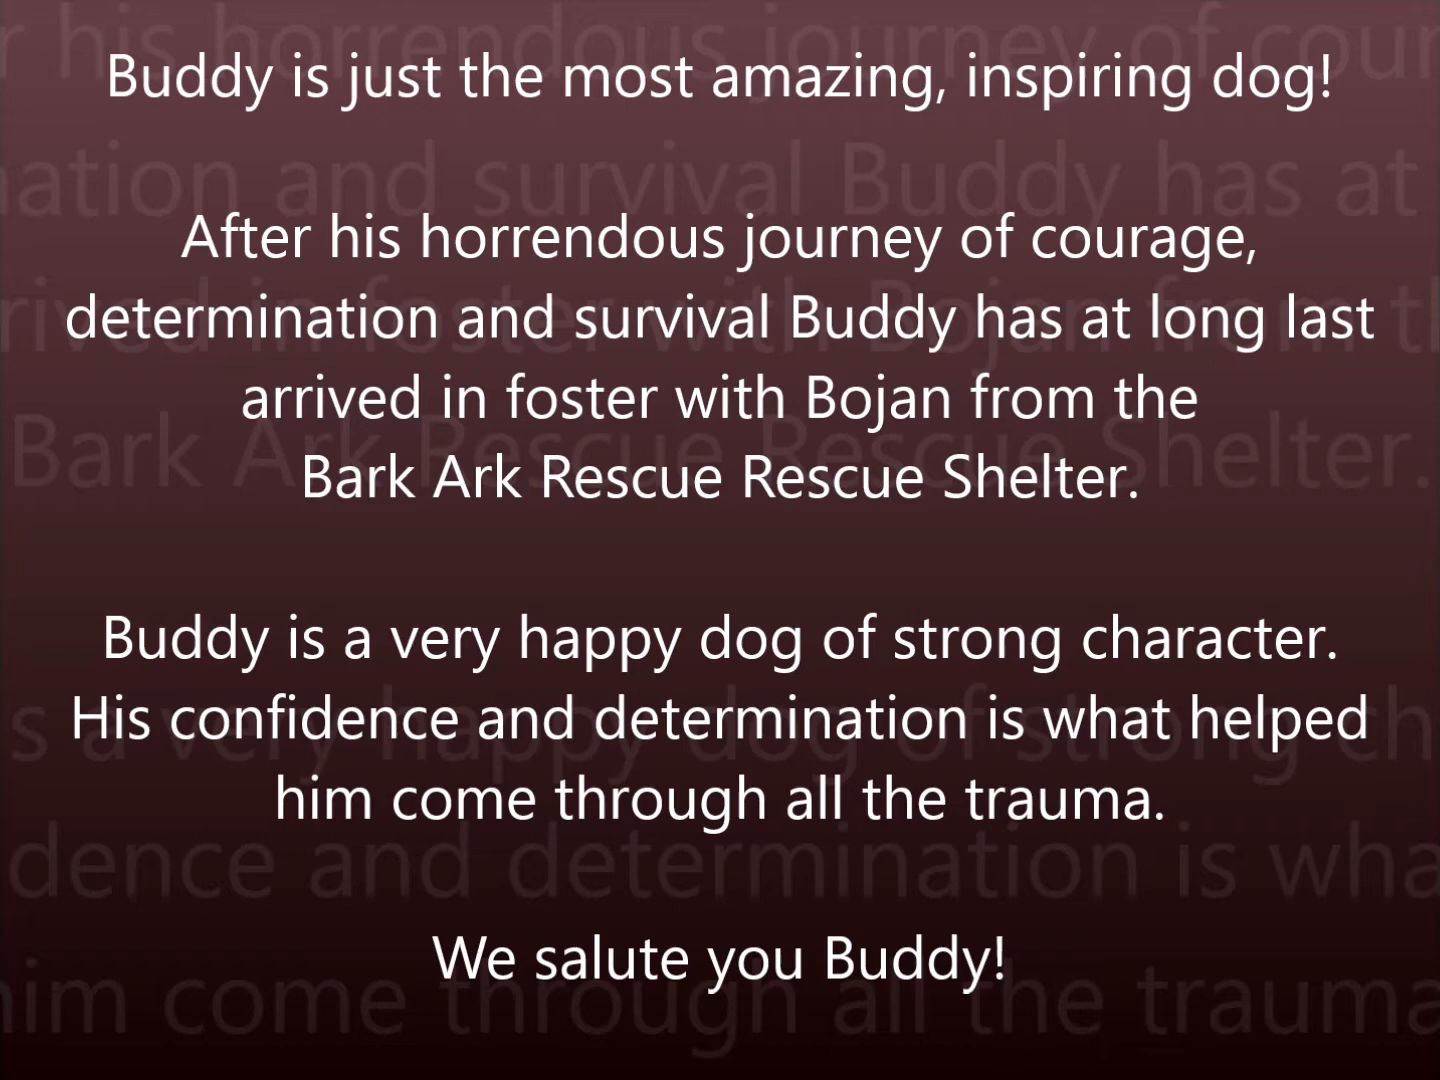 Buddy is just the most amazing, inspiring dog!
After his horrendous journey of courage,
determination and survival Buddy has at long last
arrived in foster with Bojan from the
Bark Ark Rescue Rescue Shelter.
Buddy is a very happy dog of strong character.
His confidence and determination is what helped
him come through all the trauma.
We salute you Buddy!